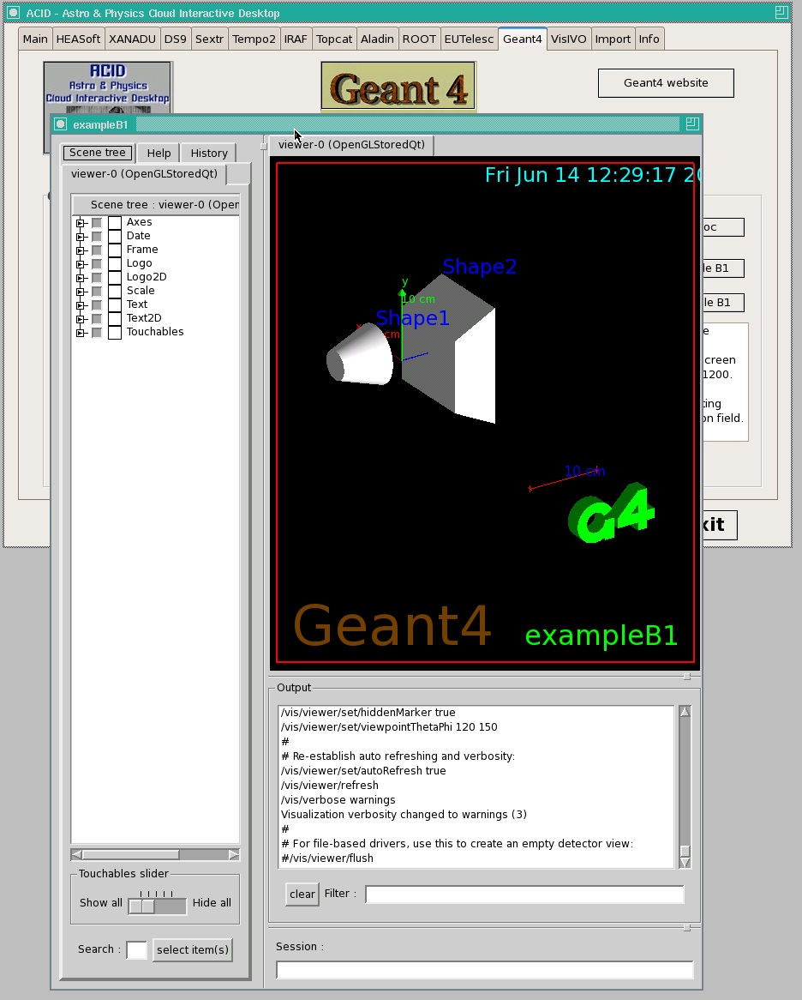 ACID - Astro & Physics Cloud Interactive Desktop
Main HEASoft XANADU DS9 Sextr Tempo2 IRAF Topcat Aladin ROOT EUTelesc Geant4 VisIVO Import Info
ACID
Astro & Physics
Cloud Interactive Desktop
Geant 4
Geant4 website
exampleB1
Scene tree Help History
viewer-0 (OpenGLStoredQt)
Scene tree : viewer-0 (Open
Axes
Date
Frame
Logo
Logo2D
Scale
Text
Text2D
Touchables
Touchables slider
Show all Hide all
Search : select item(s)
viewer-0 (OpenGLStoredQt)
Fri Jun 14 12:29:17 20
Shape2
y
10 cm
Shape1
x
cm
10 cm
G4
Geant4
exampleB1
Output
/vis/viewer/set/hiddenMarker true
/vis/viewer/set/viewpointThetaPhi 120 150
#
# Re-establish auto refreshing and verbosity:
/vis/viewer/set/autoRefresh true
/vis/viewer/refresh
/vis/verbose warnings
Visualization verbosity changed to warnings (3)
#
# For file-based drivers, use this to create an empty detector view:
#/vis/viewer/flush
clear Filter :
Session :
oc
le B1
le B1
e
creen
1200.
ting
on field.
xit